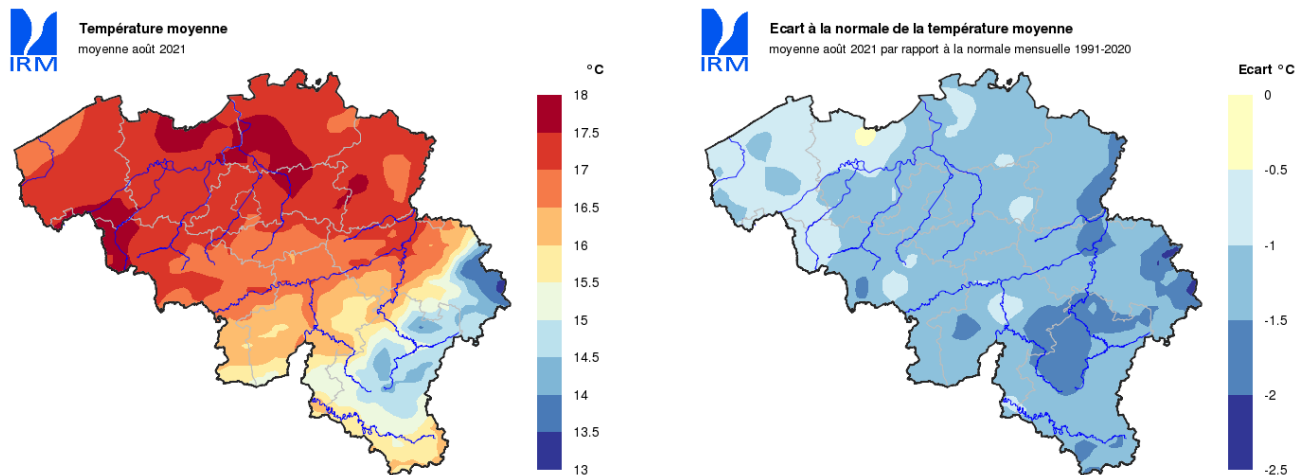 IRM
Température moyenne
moyenne août 2021
°C
18
17.5
17
16.5
16
15.5
15
14.5
14
13.5
13
IRM
Ecart à la normale de la température moyenne
moyenne août 2021 par rapport à la normale mensuelle 1991-2020
Ecart °C
0
-0.5
-1
-1.5
-2
-2.5